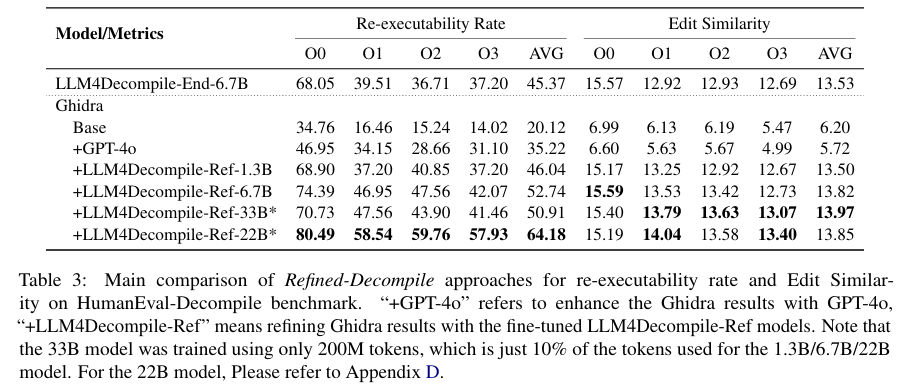 Model/Metrics Re-executability Rate Edit Similarity
O0 O1 O2 O3 AVG O0 O1 O2 O3 AVG
LLM4Decompile-End-6.7B 68.05 39.51 36.71 37.20 45.37 15.57 12.92 12.93 12.69 13.53
Ghidra
Base 34.76 16.46 15.24 14.02 20.12 6.99 6.13 6.19 5.47 6.20
+GPT-4o 46.95 34.15 28.66 31.10 35.22 6.60 5.63 5.67 4.99 5.72
+LLM4Decompile-Ref-1.3B 68.90 37.20 40.85 37.20 46.04 15.17 13.25 12.92 12.67 13.50
+LLM4Decompile-Ref-6.7B 74.39 46.95 47.56 42.07 52.74 15.59 13.53 13.42 12.73 13.82
+LLM4Decompile-Ref-33B* 70.73 47.56 43.90 41.46 50.91 15.40 13.79 13.63 13.07 13.97
+LLM4Decompile-Ref-22B* 80.49 58.54 59.76 57.93 64.18 15.19 14.04 13.58 13.40 13.85
Table 3: Main comparison of Refined-Decompile approaches for re-executability rate and Edit Similar-
ity on HumanEval-Decompile benchmark. “+GPT-4o” refers to enhance the Ghidra results with GPT-4o,
“+LLM4Decompile-Ref” means refining Ghidra results with the fine-tuned LLM4Decompile-Ref models. Note that
the 33B model was trained using only 200M tokens, which is just 10% of the tokens used for the 1.3B/6.7B/22B
model. For the 22B model, Please refer to Appendix D.